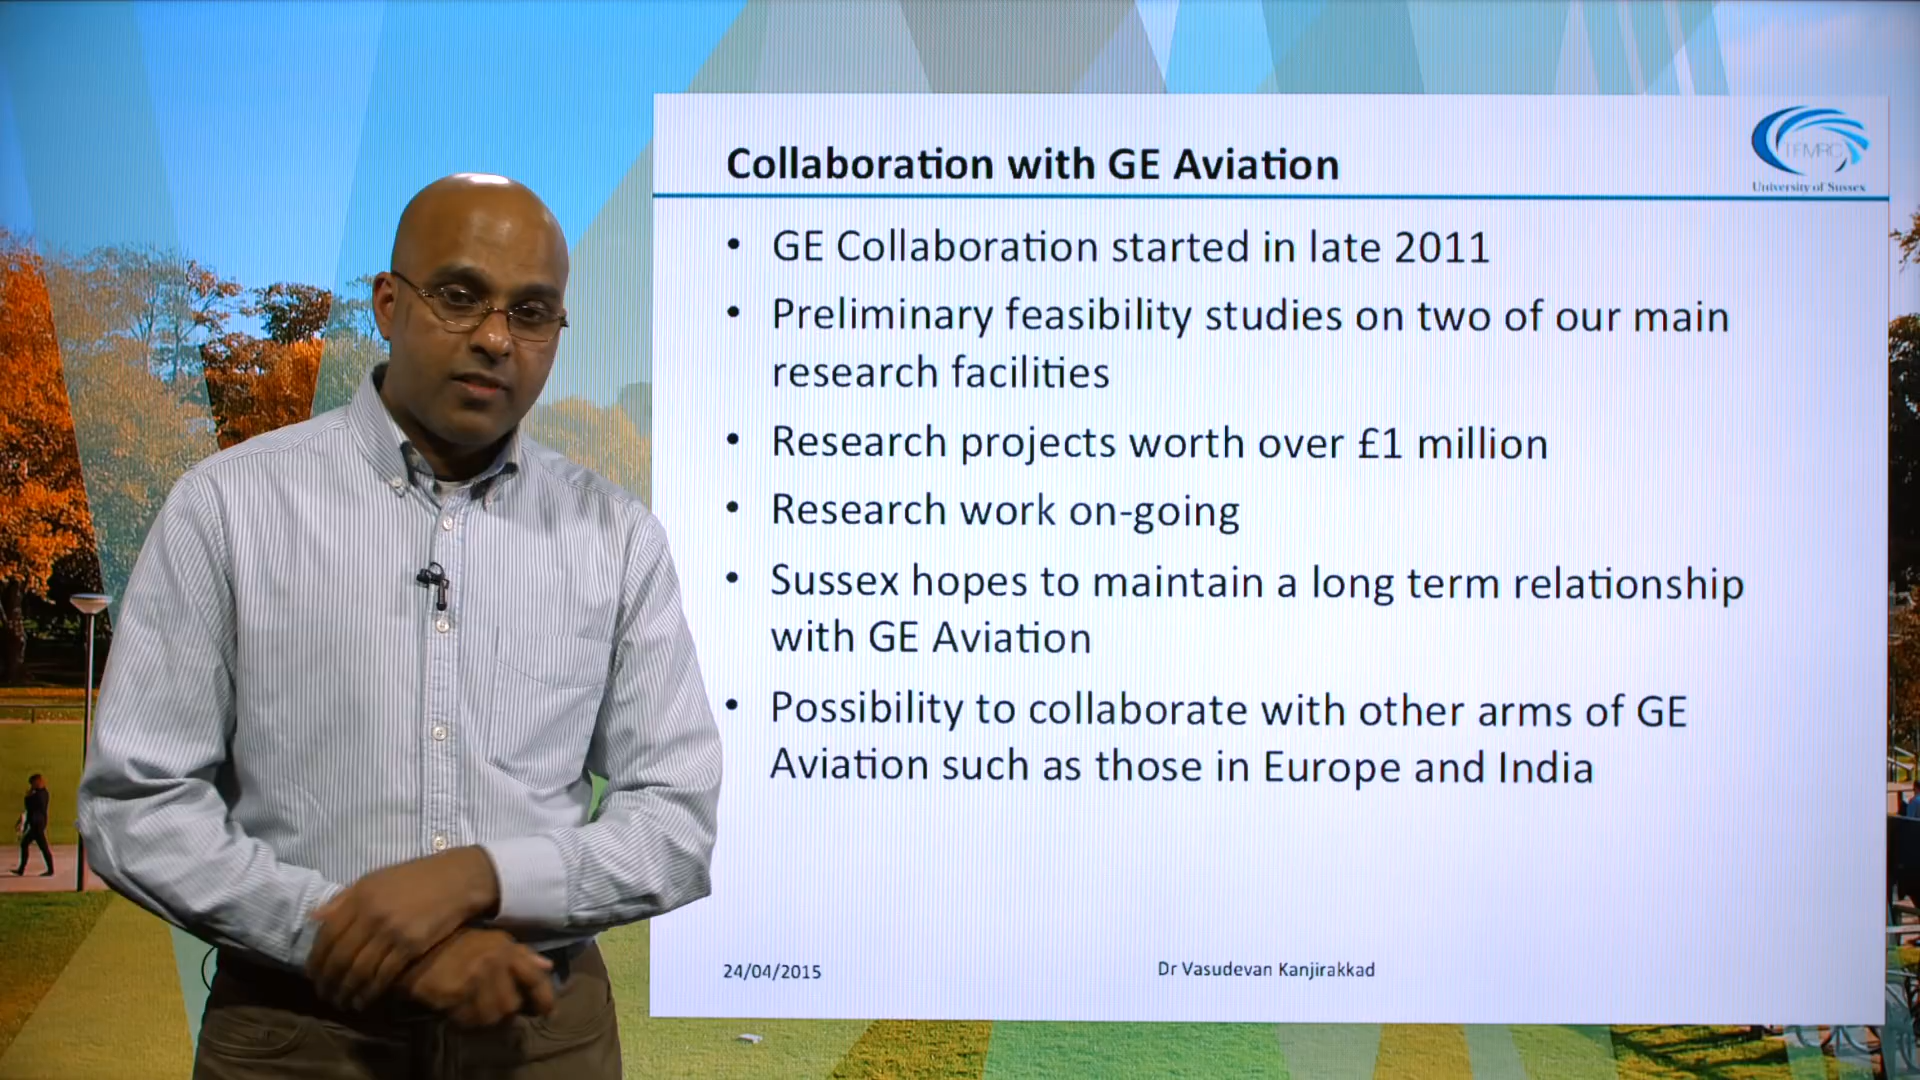 Collaboration with GE Aviation
TFMRC
University of Sussex
• GE Collaboration started in late 2011
• Preliminary feasibility studies on two of our main
research facilities
• Research projects worth over £1 million
• Research work on-going
• Sussex hopes to maintain a long term relationship
with GE Aviation
• Possibility to collaborate with other arms of GE
Aviation such as those in Europe and India
24/04/2015
Dr Vasudevan Kanjirakkad